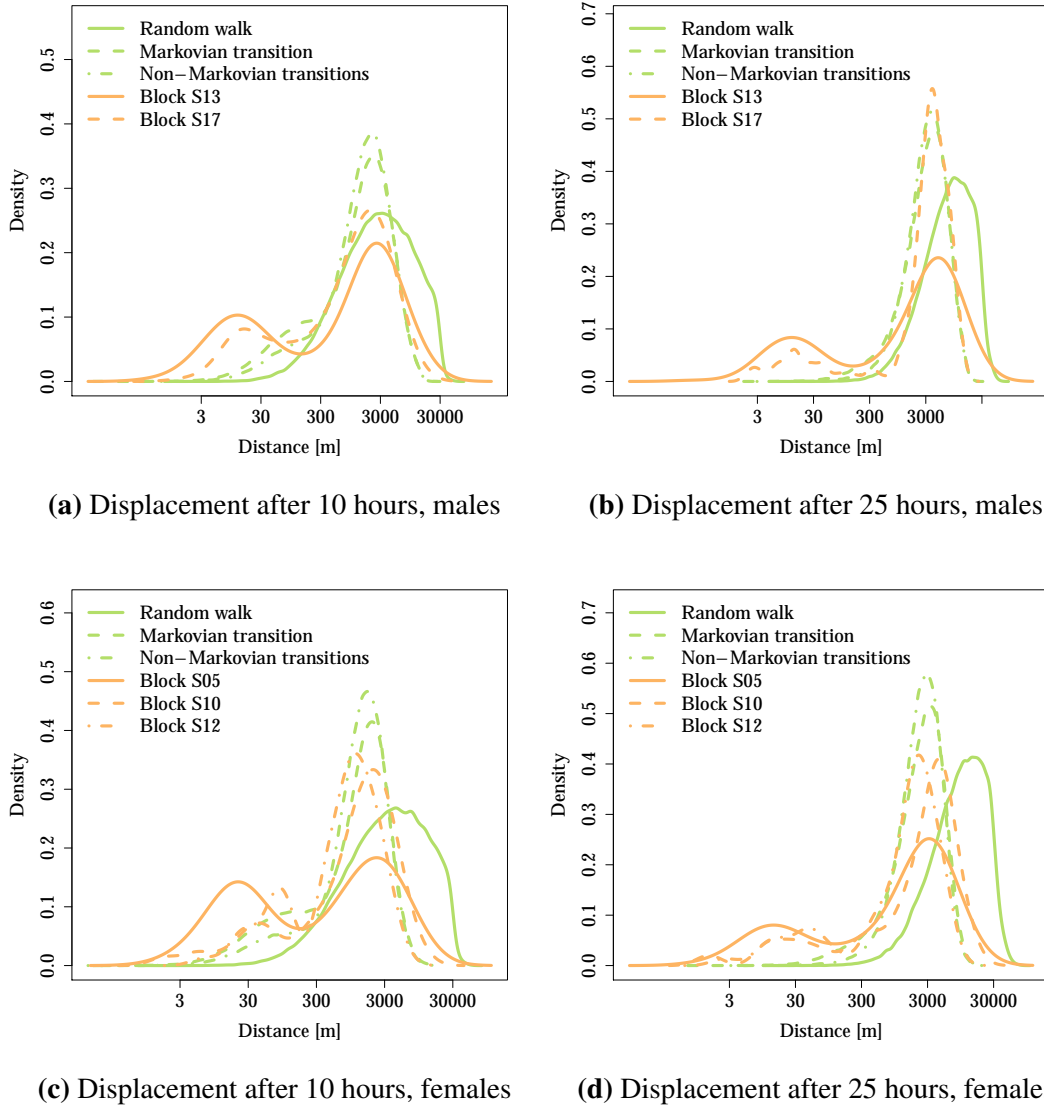 Random walk
Markovian transition
Non−Markovian transitions
Block S13
Block S17
Density
0.0 0.1 0.2 0.3 0.4 0.5
3 30 300 3000 30000
Distance [m]
(a) Displacement after 10 hours, males
Random walk
Markovian transition
Non−Markovian transitions
Block S13
Block S17
Density
0.0 0.1 0.2 0.3 0.4 0.5 0.6 0.7
3 30 300 3000
Distance [m]
(b) Displacement after 25 hours, males
Random walk
Markovian transition
Non−Markovian transitions
Block S05
Block S10
Block S12
Density
0.0 0.1 0.2 0.3 0.4 0.5 0.6
3 30 300 3000 30000
Distance [m]
(c) Displacement after 10 hours, females
Random walk
Markovian transition
Non−Markovian transitions
Block S05
Block S10
Block S12
Density
0.0 0.1 0.2 0.3 0.4 0.5 0.6 0.7
3 30 300 3000 30000
Distance [m]
(d) Displacement after 25 hours, female